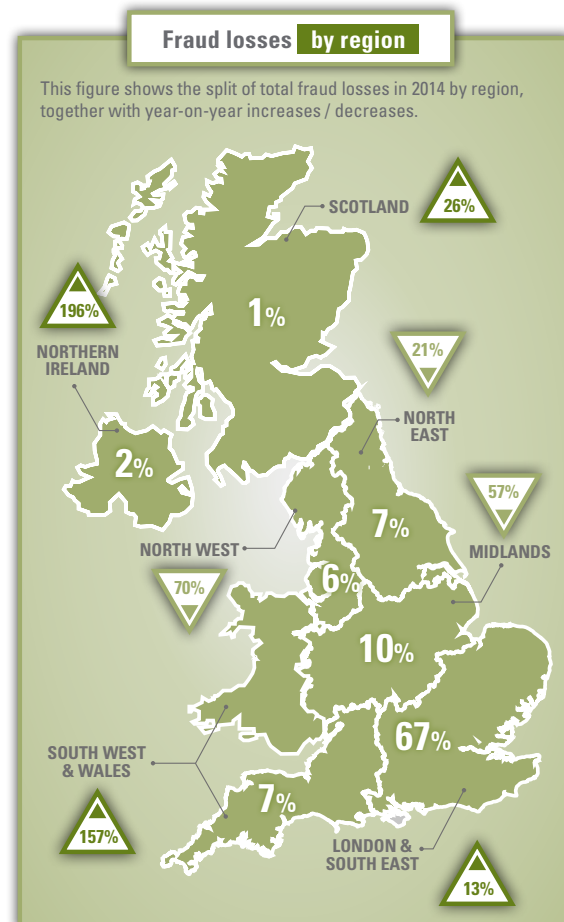 Fraud losses by region
This figure shows the split of total fraud losses in 2014 by region,
together with year-on-year increases / decreases.
SCOTLAND
26%
196%
1%
NORTHERN
IRELAND
21%
NORTH
EAST
2%
57%
7%
NORTH WEST
MIDLANDS
6%
70%
10%
67%
SOUTH WEST
& WALES
7%
157%
LONDON &
SOUTH EAST
13%